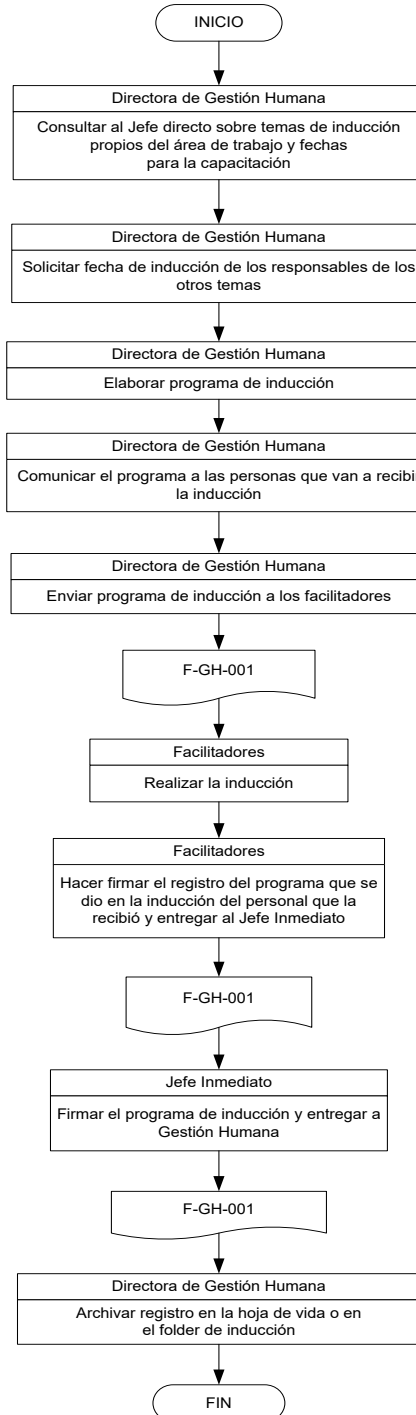 INICIO
Directora de Gestión Humana
Consultar al Jefe directo sobre temas de inducción
propios del área de trabajo y fechas
para la capacitación
Directora de Gestión Humana
Solicitar fecha de inducción de los responsables de los
otros temas
Directora de Gestión Humana
Elaborar programa de inducción
Directora de Gestión Humana
Comunicar el programa a las personas que van a recibir
la inducción
Directora de Gestión Humana
Enviar programa de inducción a los facilitadores
F-GH-001
Facilitadores
Realizar la inducción
Facilitadores
Hacer firmar el registro del programa que se
dio en la inducción del personal que la
recibió y entregar al Jefe Inmediato
F-GH-001
Jefe Inmediato
Firmar el programa de inducción y entregar a
Gestión Humana
F-GH-001
Directora de Gestión Humana
Archivar registro en la hoja de vida o en
el folder de inducción
FIN